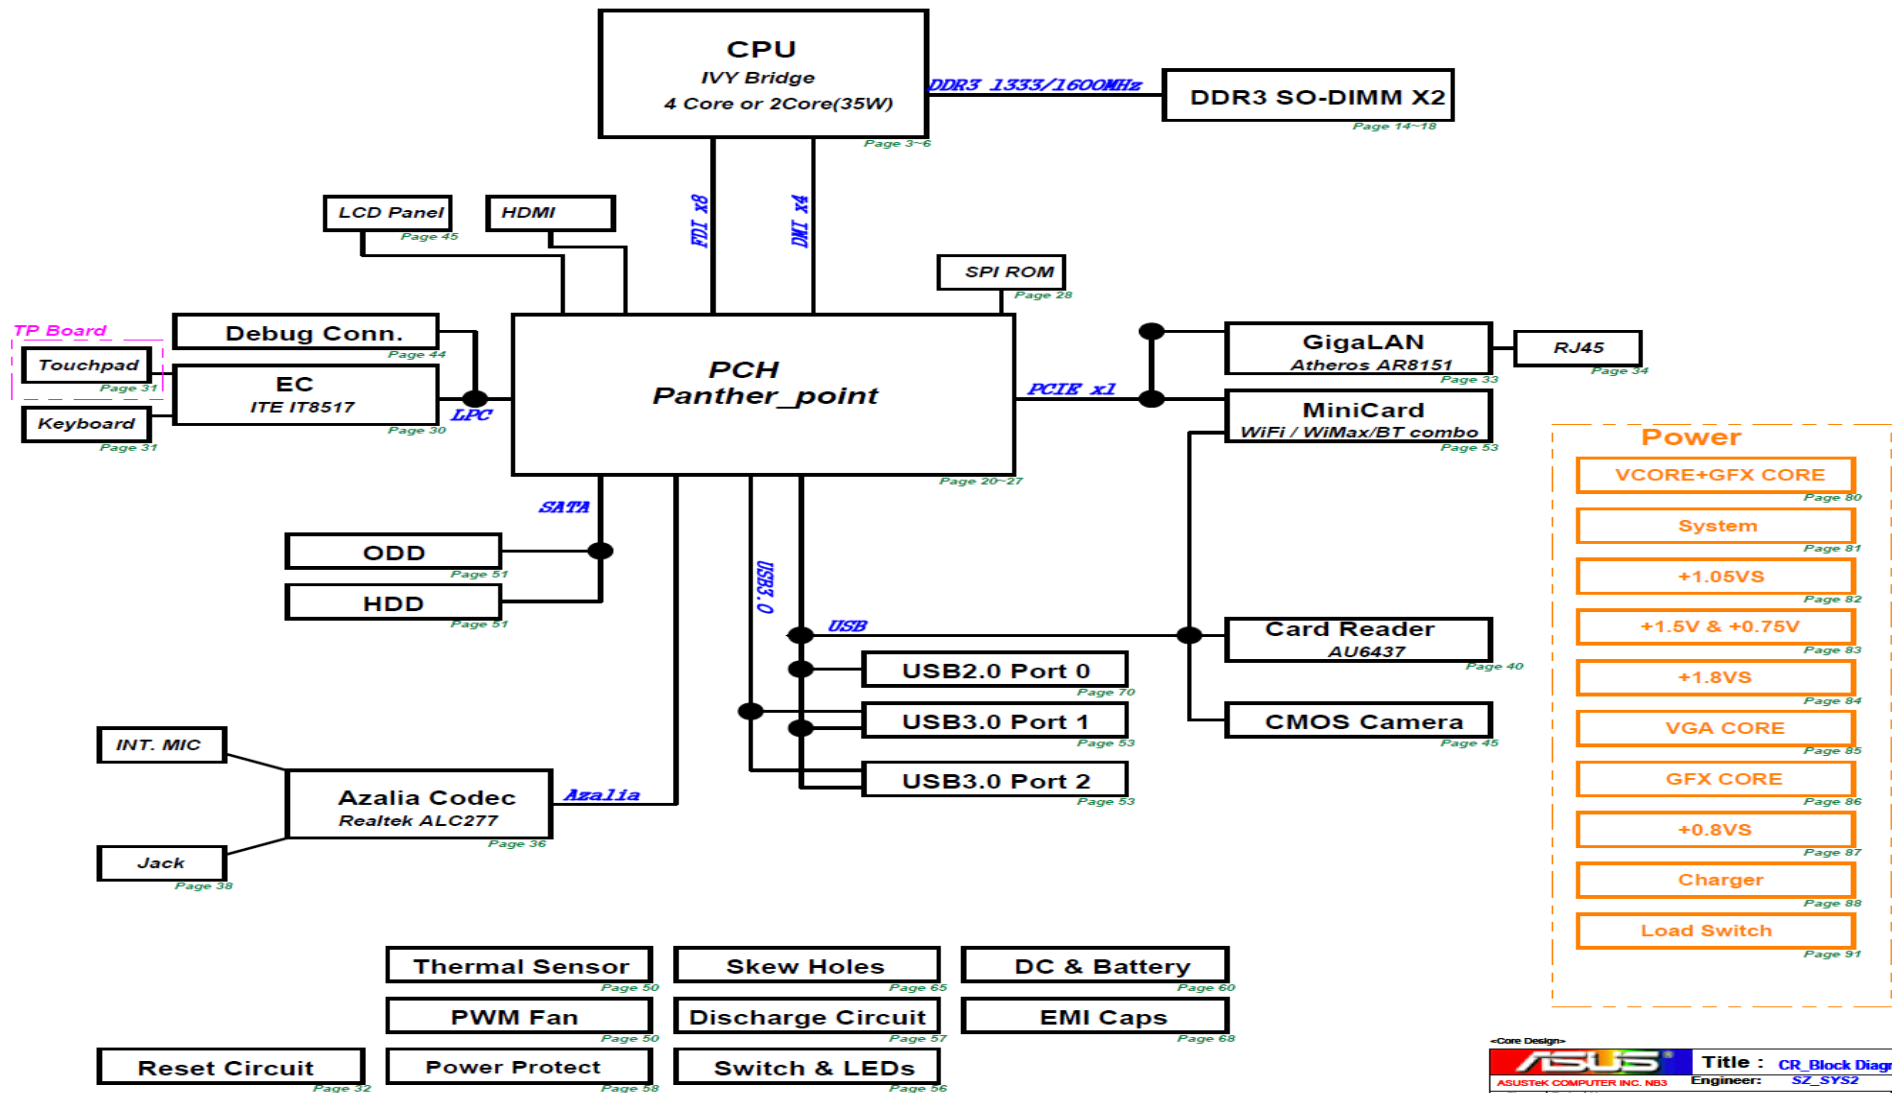 CPU
IVY Bridge
4 Core or 2Core(35W)
Page 3~6
DDR3 1333/1600MHz
DDR3 SO-DIMM X2
Page 14~18
FDI x8
DMI x4
LCD Panel
Page 45
HDMI
SPI ROM
Page 28
TP Board
Touchpad
Page 31
Keyboard
Page 31
Debug Conn.
Page 44
EC
ITE IT8517
Page 30
LPC
PCH
Panther_point
Page 20~27
PCIE x1
GigaLAN
Atheros AR8151
Page 33
RJ45
Page 34
MiniCard
WiFi / WiMax/BT combo
Page 53
SATA
ODD
Page 51
HDD
Page 51
USB3.0
USB
USB2.0 Port 0
Page 70
USB3.0 Port 1
Page 53
USB3.0 Port 2
Page 53
Card Reader
AU6437
Page 40
CMOS Camera
Page 45
INT. MIC
Azalia Codec
Realtek ALC277
Page 36
Azalia
Jack
Page 38
Power
VCORE+GFX CORE
Page 80
System
Page 81
+1.05VS
Page 82
+1.5V & +0.75V
Page 83
+1.8VS
Page 84
VGA CORE
Page 85
GFX CORE
Page 86
+0.8VS
Page 87
Charger
Page 88
Load Switch
Page 91
Thermal Sensor
Page 50
Skew Holes
Page 65
DC & Battery
Page 60
PWM Fan
Page 50
Discharge Circuit
Page 57
EMI Caps
Page 68
Reset Circuit
Page 32
Power Protect
Page 58
Switch & LEDs
Page 56
<Core Design>
ASUS®
ASUSTeK COMPUTER INC. NB3
Title : CR_Block Diagr
Engineer: SZ_SYS2